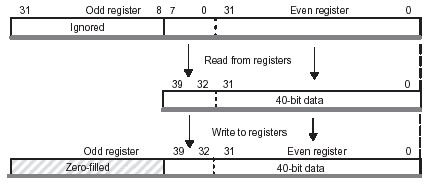 31 Odd register 8 7 0 31 Even register 0
Ignored
Read from registers
39 32 31 0
40-bit data
Write to registers
Odd register 39 32 31 Even register 0
Zero-filled 40-bit data